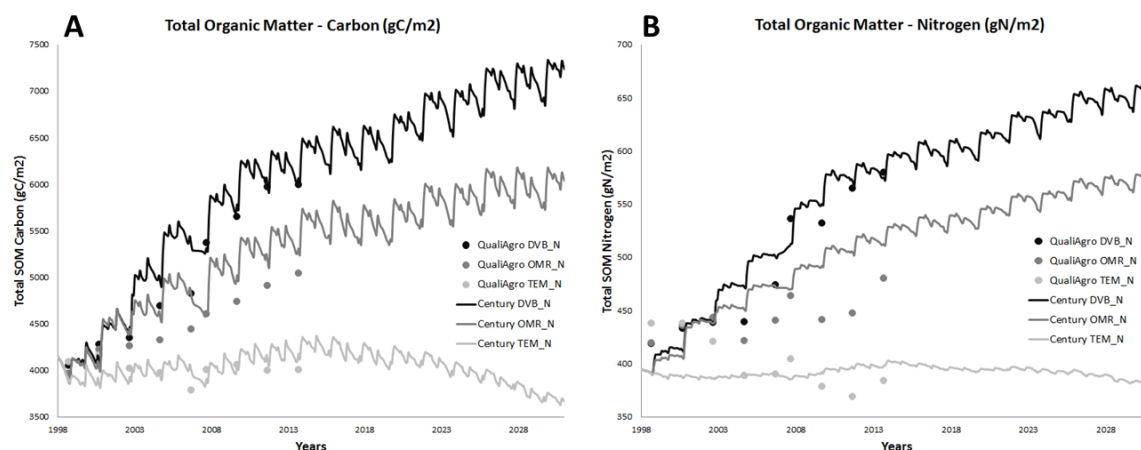 A
Total Organic Matter - Carbon (gC/m2)
Total SOM Carbon (gC/m2)
7500
7000
6500
6000
5500
5000
4500
4000
3500
1998
2003
2008
2013
2018
2023
2028
Years
QualiAgro DVB_N
QualiAgro OMR_N
QualiAgro TEM_N
Century DVB_N
Century OMR_N
Century TEM_N
B
Total Organic Matter - Nitrogen (gN/m2)
Total SOM Nitrogen (gN/m2)
700
650
600
550
500
450
400
350
1998
2003
2008
2013
2018
2023
2028
Years
QualiAgro DVB_N
QualiAgro OMR_N
QualiAgro TEM_N
Century DVB_N
Century OMR_N
Century TEM_N